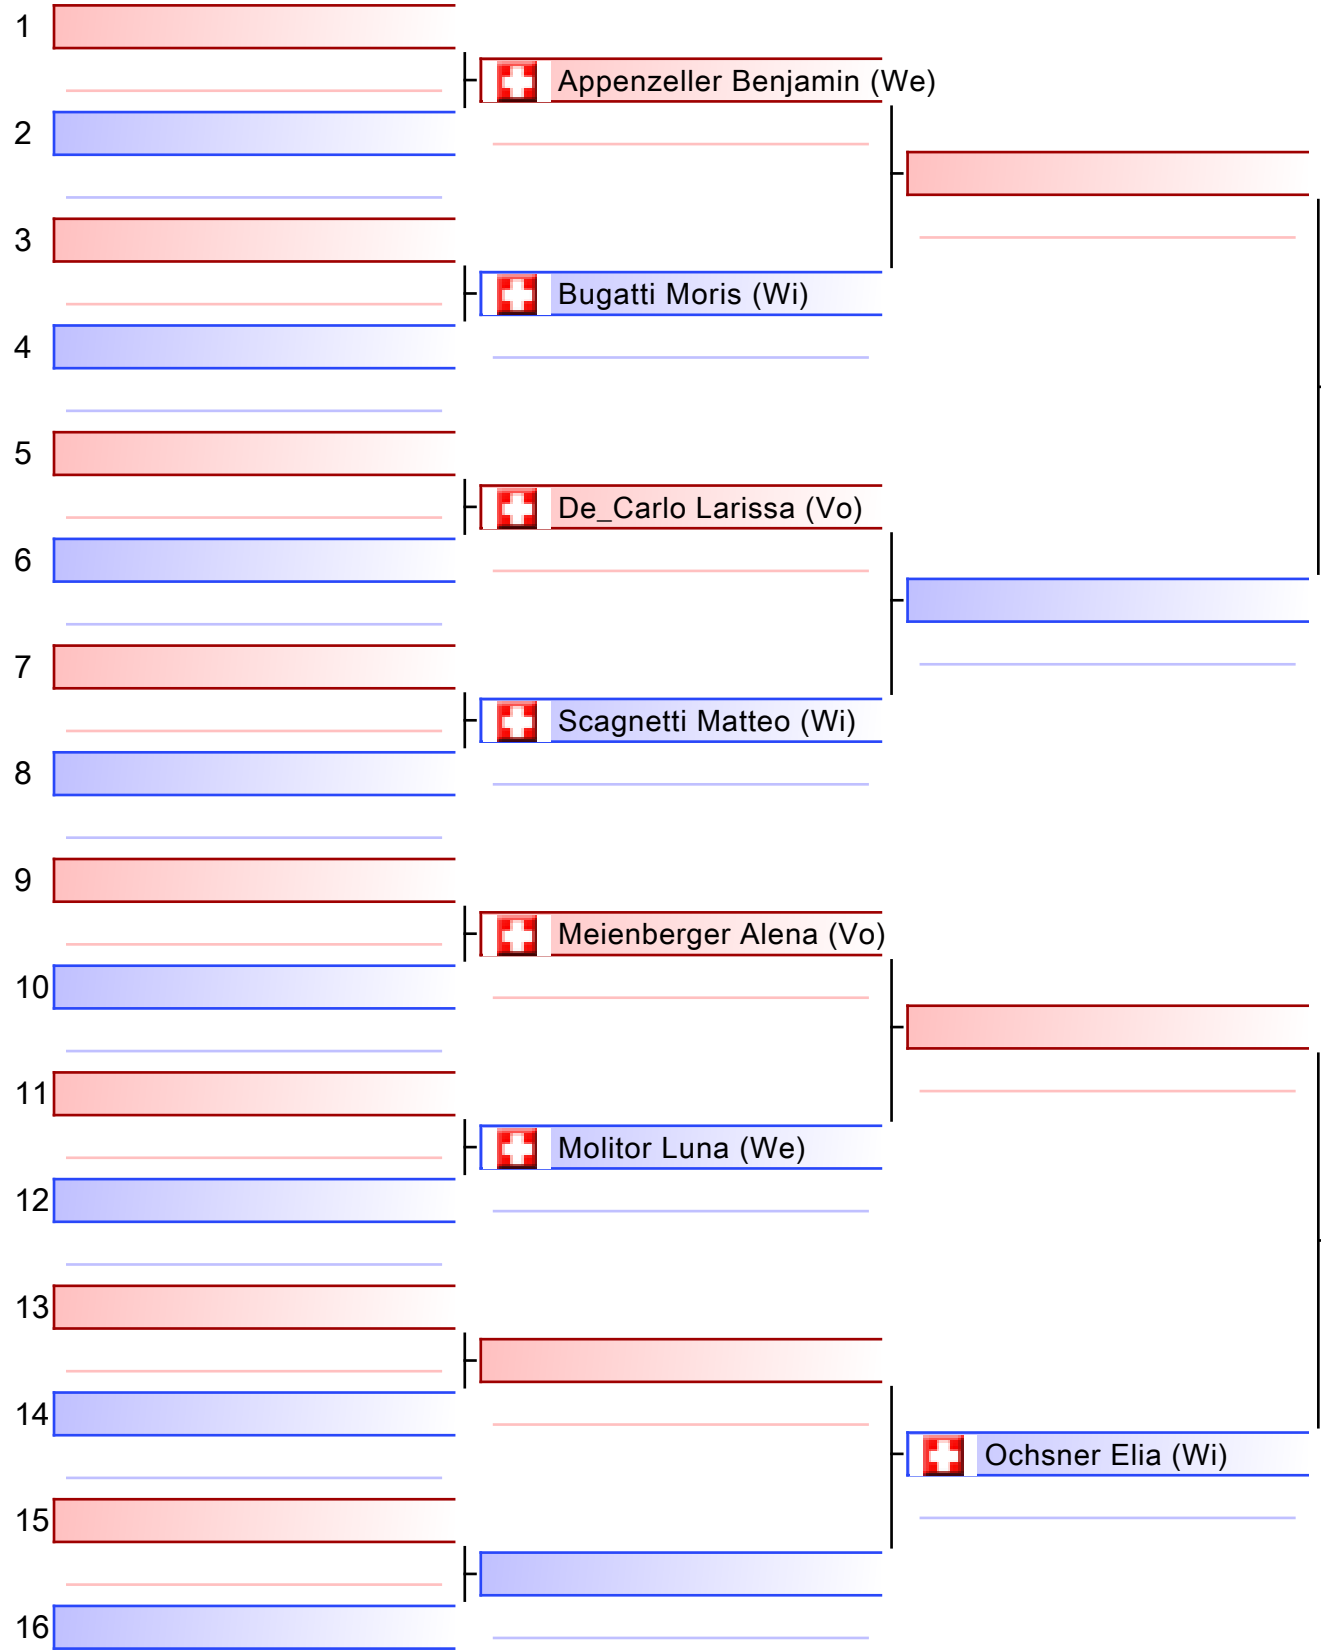 1
Appenzeller Benjamin (We)
2
3
Bugatti Moris (Wi)
4
5
De_Carlo Larissa (Vo)
6
7
Scagnetti Matteo (Wi)
8
9
Meienberger Alena (Vo)
10
11
Molitor Luna (We)
12
13
14
Ochsner Elia (Wi)
15
16